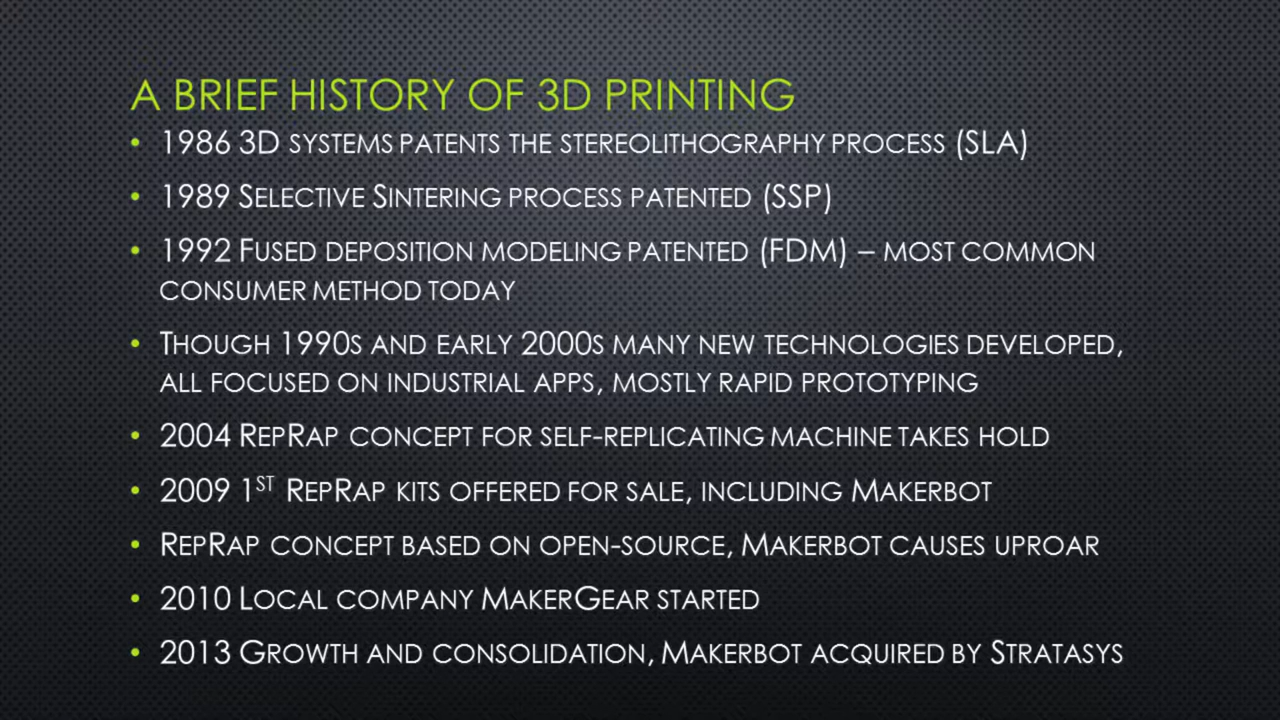 A BRIEF HISTORY OF 3D PRINTING
• 1986 3D SYSTEMS PATENTS THE STEREOLITHOGRAPHY PROCESS (SLA)
• 1989 SELECTIVE SINTERING PROCESS PATENTED (SSP)
• 1992 FUSED DEPOSITION MODELING PATENTED (FDM) – MOST COMMON
CONSUMER METHOD TODAY
• THOUGH 1990S AND EARLY 2000S MANY NEW TECHNOLOGIES DEVELOPED,
ALL FOCUSED ON INDUSTRIAL APPS, MOSTLY RAPID PROTOTYPING
• 2004 REPRAP CONCEPT FOR SELF-REPLICATING MACHINE TAKES HOLD
• 2009 1ST REPRAP KITS OFFERED FOR SALE, INCLUDING MAKERBOT
• REPRAP CONCEPT BASED ON OPEN-SOURCE, MAKERBOT CAUSES UPROAR
• 2010 LOCAL COMPANY MAKERGEAR STARTED
• 2013 GROWTH AND CONSOLIDATION, MAKERBOT ACQUIRED BY STRATASYS